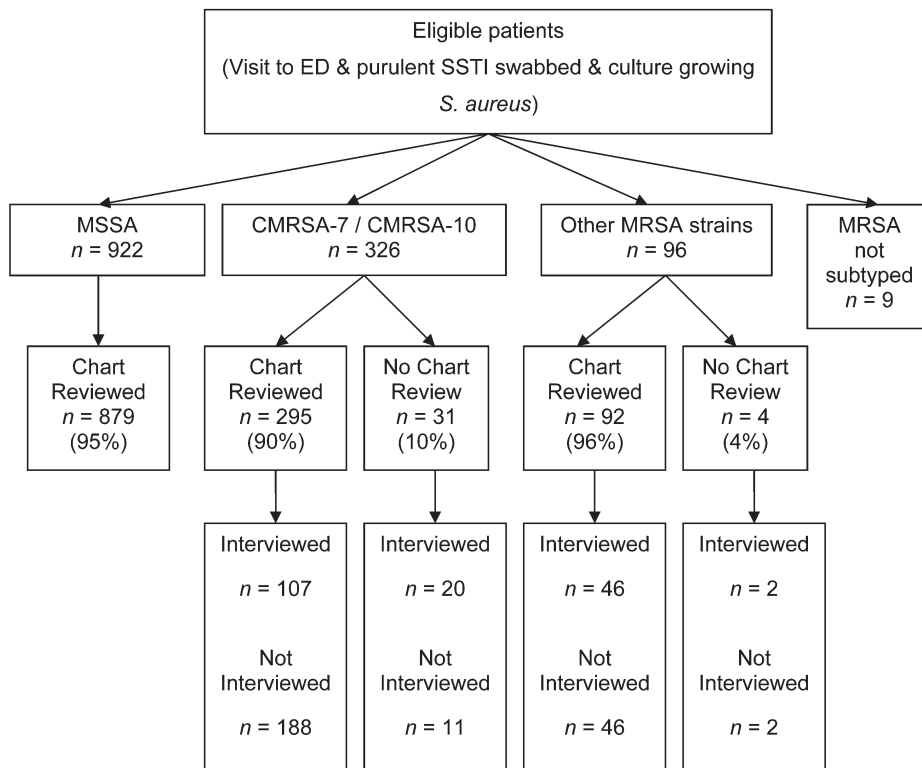 Eligible patients
(Visit to ED & purulent SSTI swabbed & culture growing
S. aureus)
MSSA
n = 922
CMRSA-7 / CMRSA-10
n = 326
Other MRSA strains
n = 96
MRSA
not
subtyped
n = 9
Chart
Reviewed
n = 879
(95%)
Chart
Reviewed
n = 295
(90%)
No Chart
Review
n = 31
(10%)
Chart
Reviewed
n = 92
(96%)
No Chart
Review
n = 4
(4%)
Interviewed
n = 107
Not
Interviewed
n = 188
Interviewed
n = 20
Not
Interviewed
n = 11
Interviewed
n = 46
Not
Interviewed
n = 46
Interviewed
n = 2
Not
Interviewed
n = 2